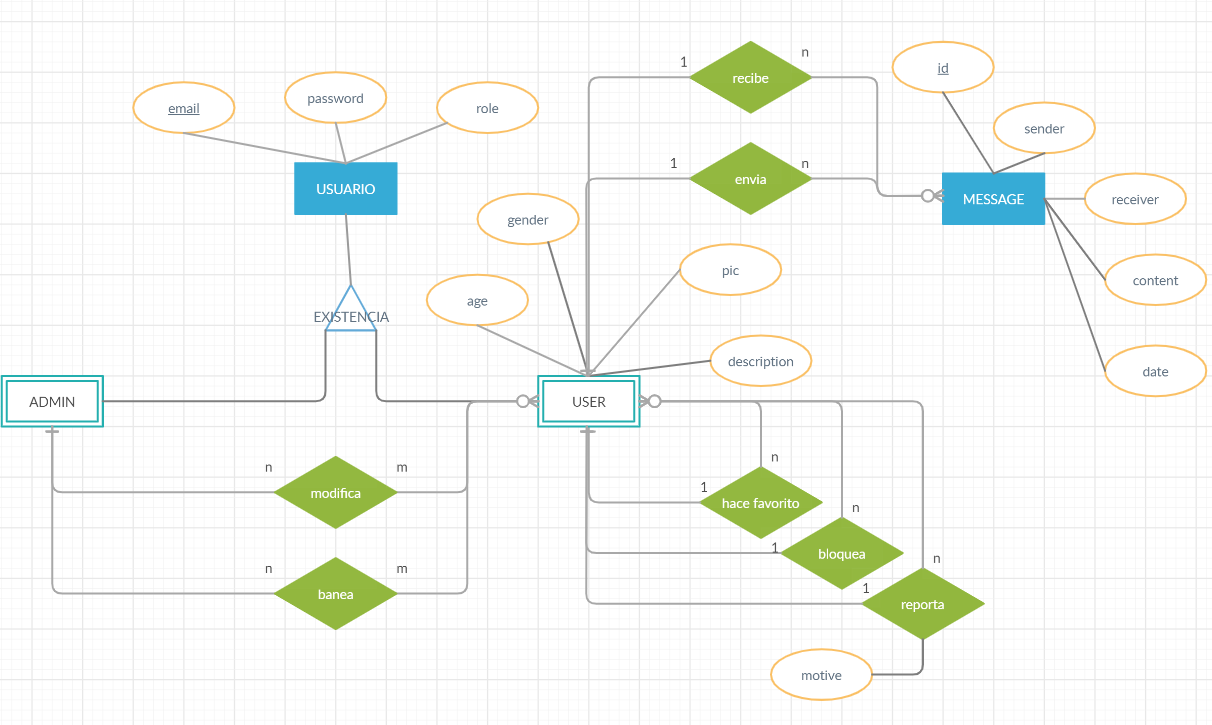 recibe
1
n
id
email
password
role
sender
envia
1
n
USUARIO
MESSAGE
receiver
gender
pic
content
age
EXISTENCIA
description
date
ADMIN
USER
n
modifica
m
n
hace favorito
1
n
bloquea
1
n
banea
m
n
reporta
1
motive